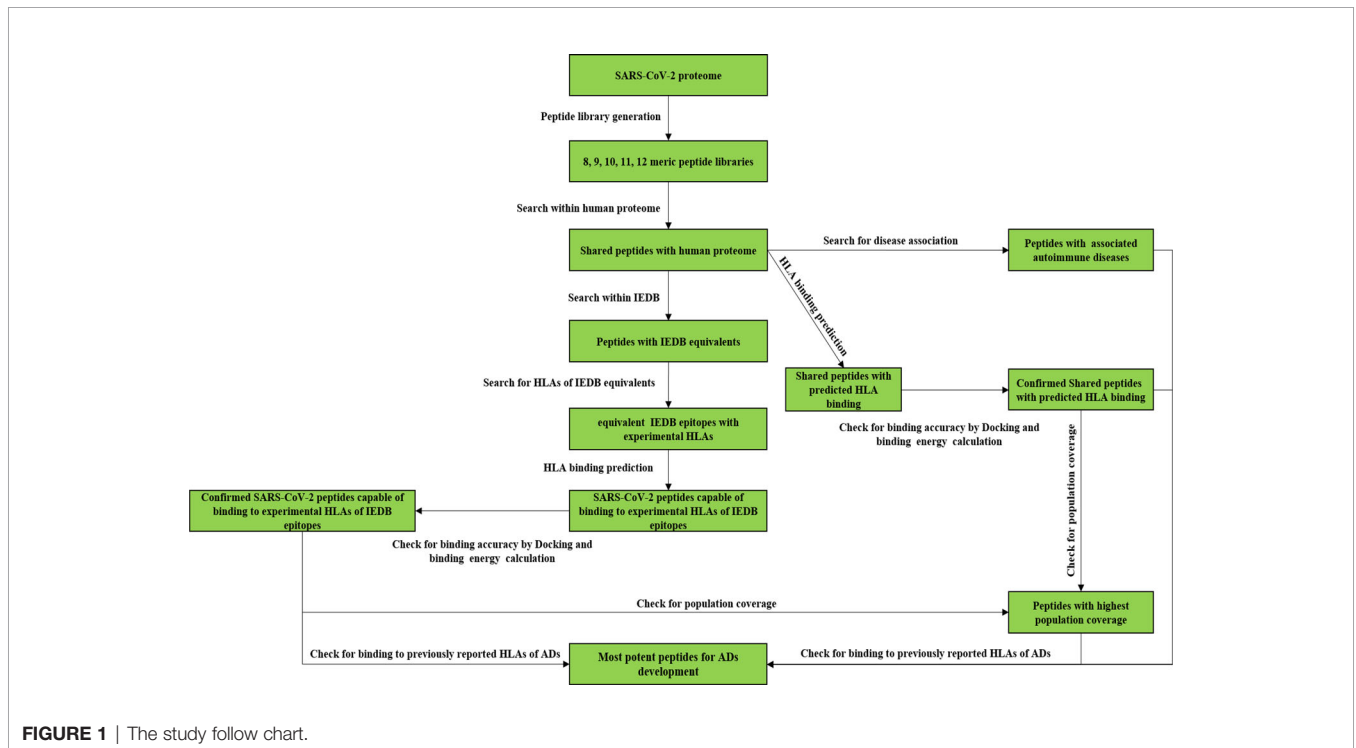 SARS-CoV-2 proteome
Peptide library generation
8, 9, 10, 11, 12 meric peptide libraries
Search within human proteome
Shared peptides with human proteome
Search for disease association
Peptides with associated
autoimmune diseases
HLA binding prediction
Search within IEDB
Peptides with IEDB equivalents
Search for HLAs of IEDB equivalents
Shared peptides with
predicted HLA
binding
Confirmed Shared peptides
with predicted HLA binding
Check for binding accuracy by Docking and
binding energy calculation
equivalent IEDB epitopes with
experimental HLAs
HLA binding prediction
Check for population coverage
Confirmed SARS-CoV-2 peptides capable of
binding to experimental HLAs of IEDB
epitopes
SARS-CoV-2 peptides capable of
binding to experimental HLAs of IEDB
epitopes
Check for binding accuracy by Docking and
binding energy calculation
Check for population coverage
Peptides with highest
population coverage
Check for binding to previously reported HLAs of ADs
Most potent peptides for ADs
development
Check for binding to previously reported HLAs of ADs
FIGURE 1 | The study follow chart.